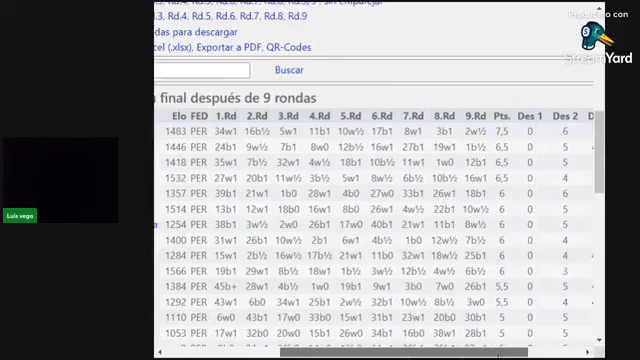 Rd.3, Rd.4, Rd.5, Rd.6, Rd.7, Rd.8, Rd.9
das para descargar
cel (.xlsx), Exportar a PDF, QR-Codes
Buscar
final después de 9 rondas
Elo FED 1.Rd 2.Rd 3.Rd 4.Rd 5.Rd 6.Rd 7.Rd 8.Rd 9.Rd Pts. Des 1 Des 2
1483 PER 34w1 16b½ 5w1 11b1 10w½ 17b1 8w1 3b1 2w½ 7,5 0 6
1446 PER 24b1 9w½ 7b1 8w0 12b½ 16w1 27b1 19w1 1b½ 6,5 0 5
1418 PER 35w1 7b½ 32w1 4w½ 18b1 10b½ 11w1 1w0 12b1 6,5 0 5
1532 PER 27w1 20b1 11w½ 3b½ 5w1 8w½ 6b½ 10b½ 16w1 6,5 0 4
1357 PER 39b1 21w1 1b0 28w1 4b0 27w0 33b1 26w1 18b1 6 0 6
1514 PER 13b1 12w1 18b0 16w1 8b0 26w1 4w½ 22b1 10w½ 6 0 5
1254 PER 38b1 3w½ 2w0 26b1 17w0 40b1 21w1 11b1 8w½ 6 0 5
1400 PER 31w1 26b1 10w½ 2b1 6w1 4b½ 1b0 12w½ 7b½ 6 0 4
1284 PER 15w1 2b½ 16w½ 17b½ 21w1 11b0 32b1 18w½ 25b1 6 0 4
1566 PER 19b1 29w1 8b½ 18w1 1b½ 3w½ 12b½ 4w½ 6b½ 6 0 3
1384 PER 45b+ 28w1 4b½ 1w0 19b1 9w1 3b0 7w0 26b1 5,5 0 5
1292 PER 43w1 6b0 34w1 25b1 2w½ 32b1 10w½ 8b½ 3w0 5,5 0 4
1110 PER 6w0 43b1 17w0 33b0 15w1 31b1 23w1 20b0 30b1 5 0 5
1053 PER 17w1 32b0 20w0 15b1 26w0 34b1 16b0 38w1 28b1 5 0 5
Luis vega
Producido con
StreamYard